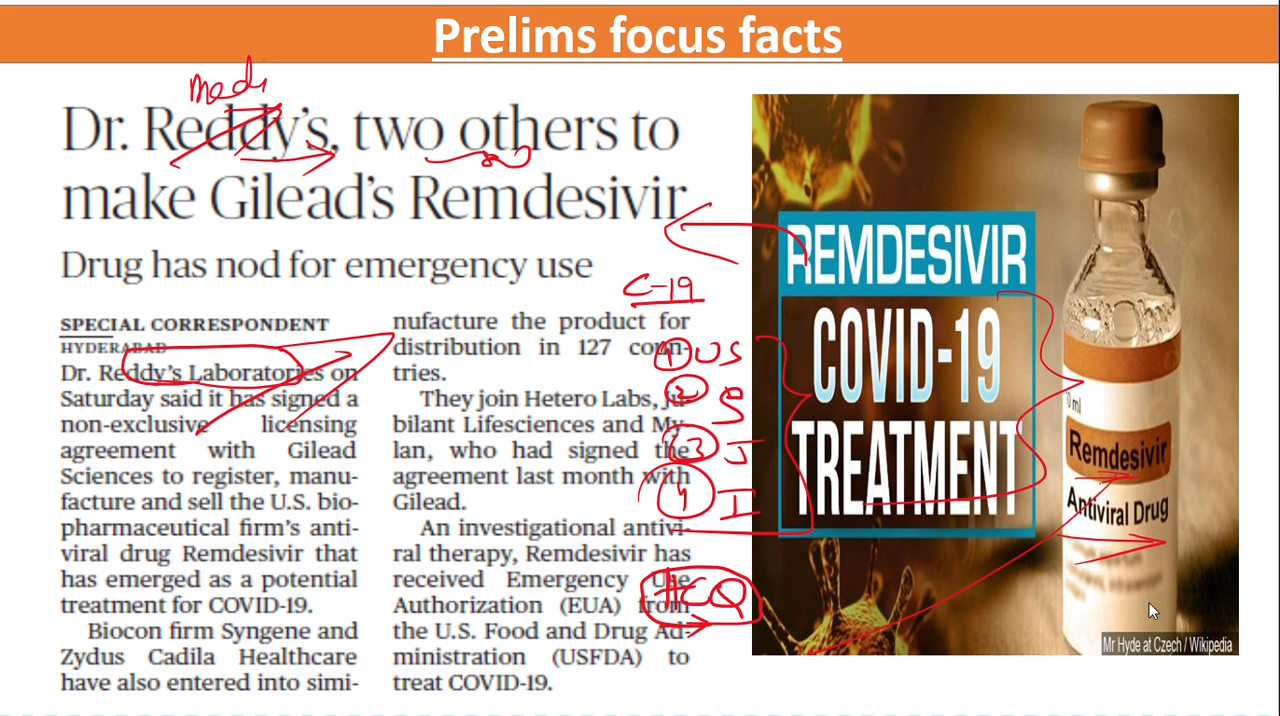 Prelims focus facts
medi
Dr. Reddy's, two others to
make Gilead's Remdesivir
Drug has nod for emergency use
SPECIAL CORRESPONDENT
HYDERABAD
Dr. Reddy's Laboratories on
Saturday said it has signed a
non-exclusive licensing
agreement with Gilead
Sciences to register, manu-
facture and sell the U.S. bio-
pharmaceutical firm's anti-
viral drug Remdesivir that
has emerged as a potential
treatment for COVID-19.
Biocon firm Syngene and
Zydus Cadila Healthcare
have also entered into simi-
nufacture the product for
distribution in 127 coun-
tries.
They join Hetero Labs, Ju-
bilant Lifesciences and My-
lan, who had signed the
agreement last month with
Gilead.
An investigational antivi-
ral therapy, Remdesivir has
received Emergency Use
Authorization (EUA) from
the U.S. Food and Drug Ad-
ministration (USFDA) to
treat COVID-19.
C-19
1 US
2 S
3 J
4 I
HCQ
REMDESIVIR
COVID-19
TREATMENT
ml
Remdesivir
Antiviral Drug
Mr Hyde at Czech / Wikipedia